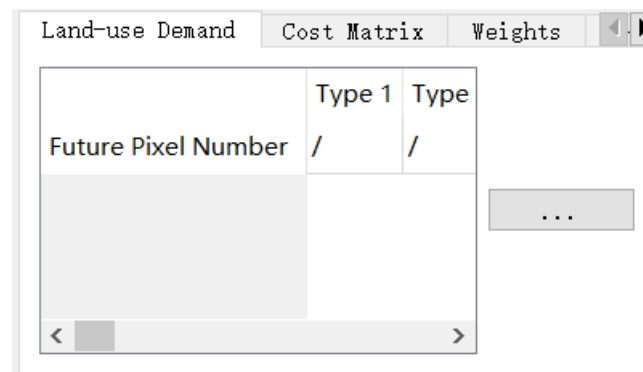 Land-use Demand Cost Matrix Weights
Type 1 Type
Future Pixel Number / /
...